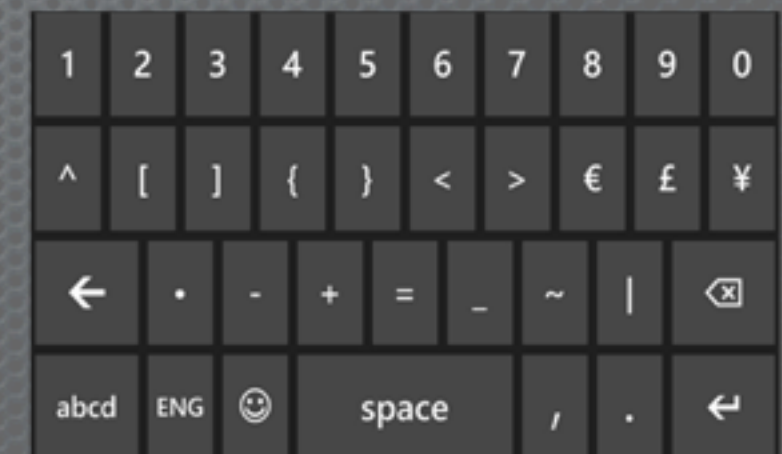 1 2 3 4 5 6 7 8 9 0
^ [ ] { } < > € £ ¥
← • - + = _ ~ | ⌫
abcd ENG ☺ space , . ↵